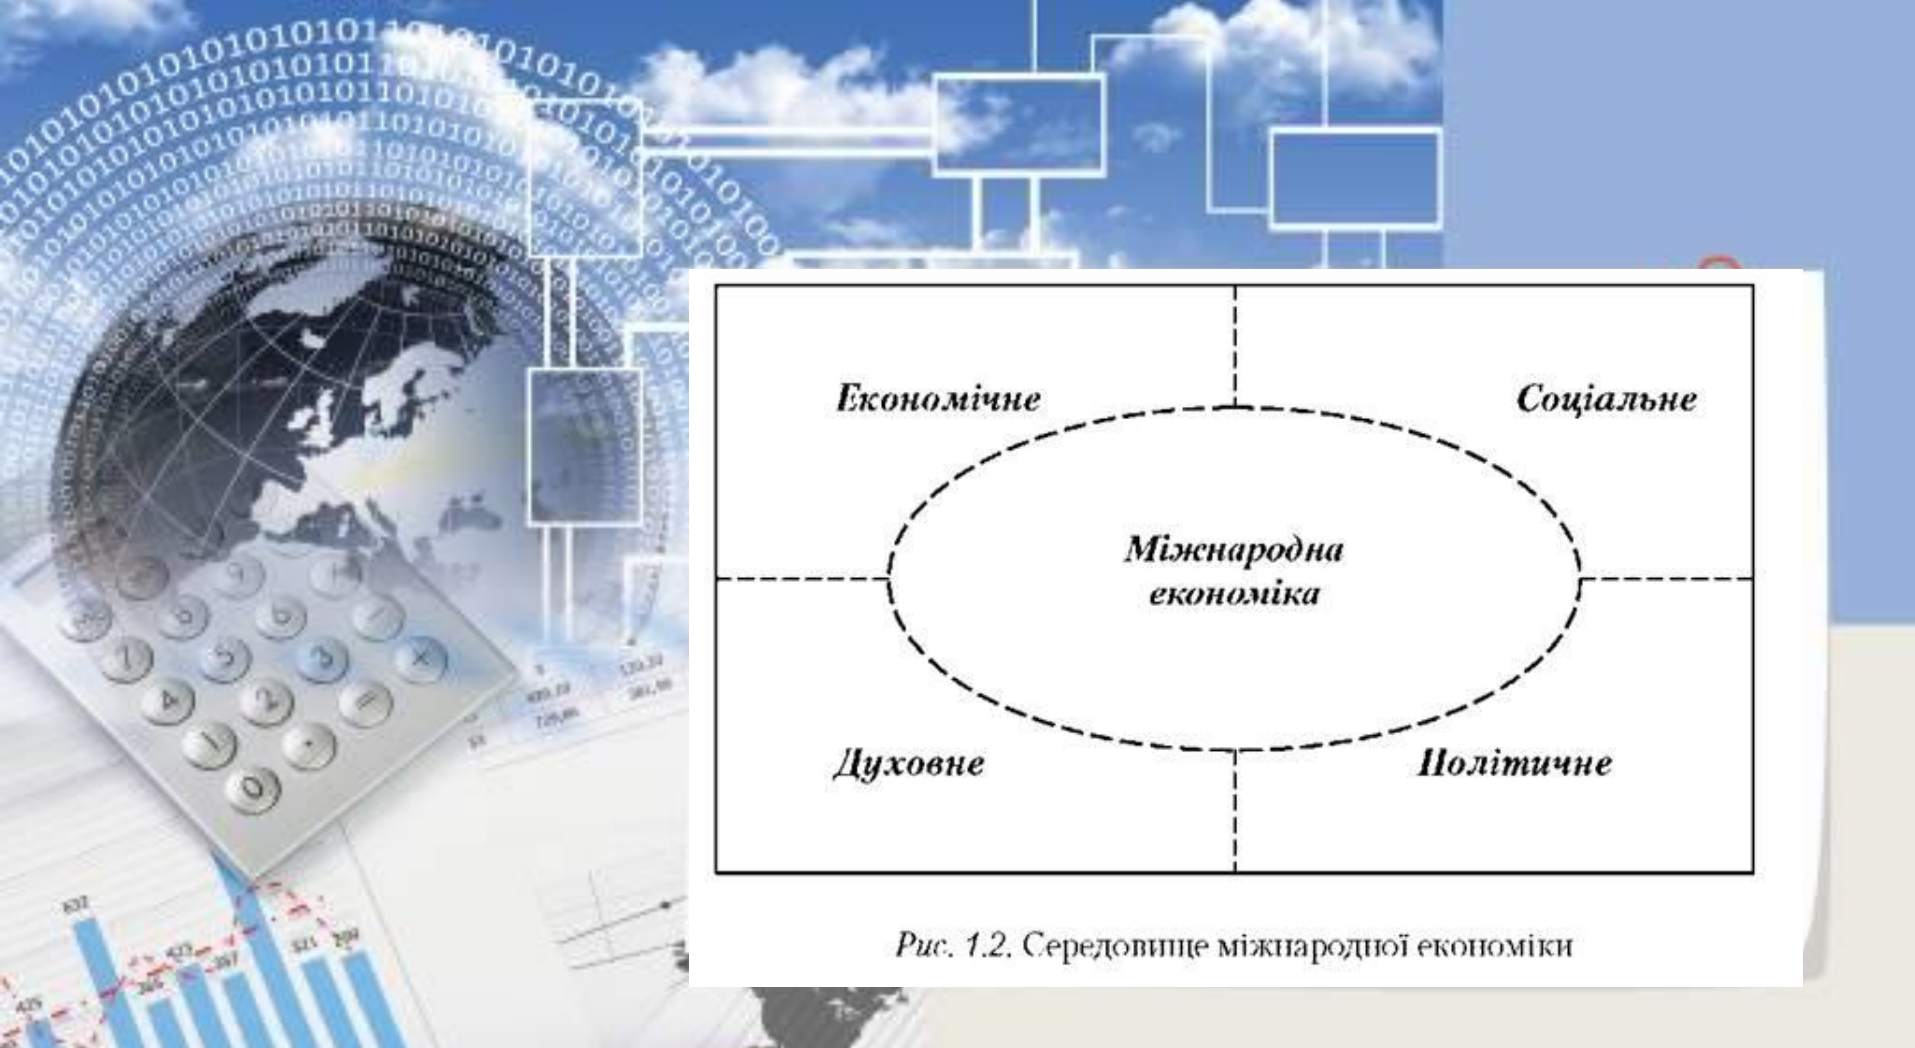 Економічне
Соціальне
Міжнародна
економіка
Духовне
Політичне
Рис. 1.2. Середовище міжнародної економіки